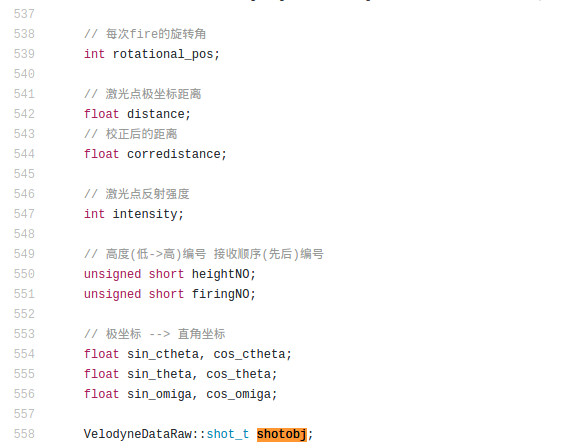 537
538 // 每次fire的旋转角
539 int rotational_pos;
540
541 // 激光点极坐标距离
542 float distance;
543 // 校正后的距离
544 float corredistance;
545
546 // 激光点反射强度
547 int intensity;
548
549 // 高度(低->高)编号 接收顺序(先后)编号
550 unsigned short heightNO;
551 unsigned short firingNO;
552
553 // 极坐标 --> 直角坐标
554 float sin_ctheta, cos_ctheta;
555 float sin_theta, cos_theta;
556 float sin_omiga, cos_omiga;
557
558 VelodyneDataRaw::shot_t shotobj;